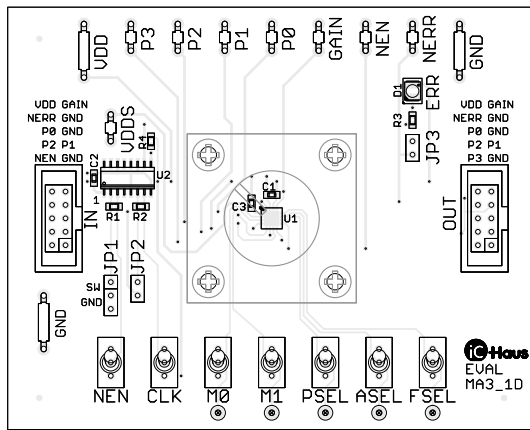 VDD P3 P2 P1 P0 GAIN NEN NERR GND
D1 ERR
VDD GAIN
NERR GND
P0 GND
P2 P1
NEN GND
VDDS
R4
R3
JP3
VDD GAIN
NERR GND
P0 GND
P2 P1
P3 GND
C2
U2
1
R1 R2
IN
C1
C3
U1
OUT
JP1
SW
GND
JP2
GND
NEN CLK M0 M1 PSEL ASEL FSEL
iC Haus
EVAL
MA3_1D